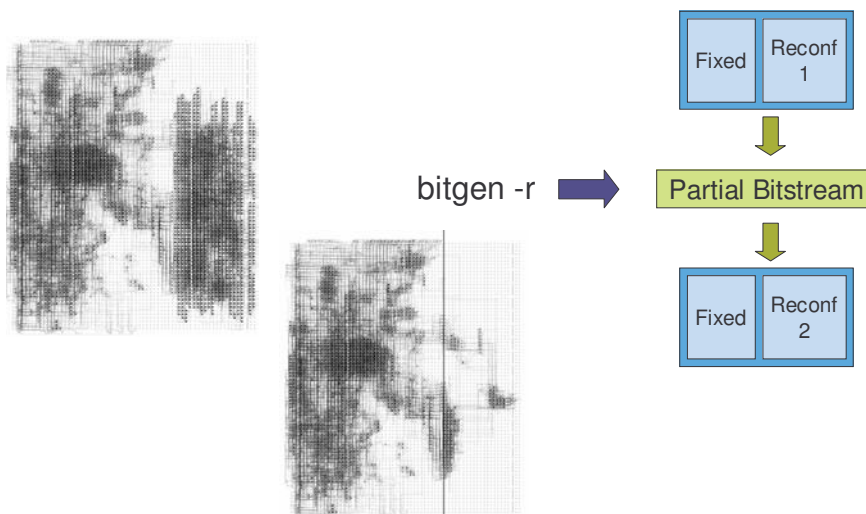 Fixed
Reconf
1
bitgen -r
Partial Bitstream
Fixed
Reconf
2